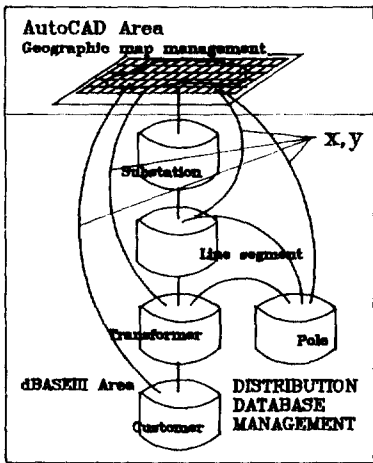 AutoCAD Area
Geographic map management
x,y
Substation
Line segment
Transformer
Pole
dBASEIII Area
DISTRIBUTION
DATABASE
MANAGEMENT
Customer